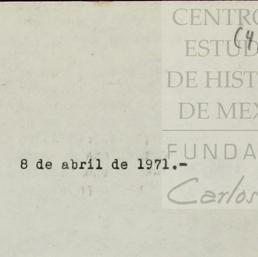 CENTRO
ESTUD
DE HIST
DE MEX
FUNDA
Carlos
(4
8 de abril de 1971.-